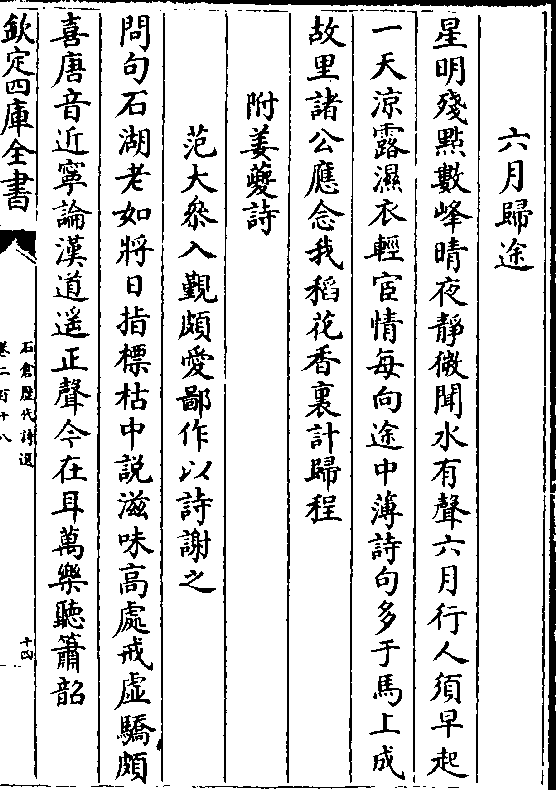 六月歸途
星明殘點數峰晴夜靜微聞水有聲六月行人須早起
一天涼露濕衣輕宦情每向途中薄詩句多于馬上成
故里諸公應念我稻花香裏計歸程
附姜夔詩
范大叅入觀頗愛鄙作以詩謝之
問句石湖老如將日指標枯中説滋味高處戒虛驕頗
喜唐音近寧論漢道遥正聲今在耳萬樂聽簫韶
欽定四庫全書
石倉歴代詩選
卷二百十八
十四